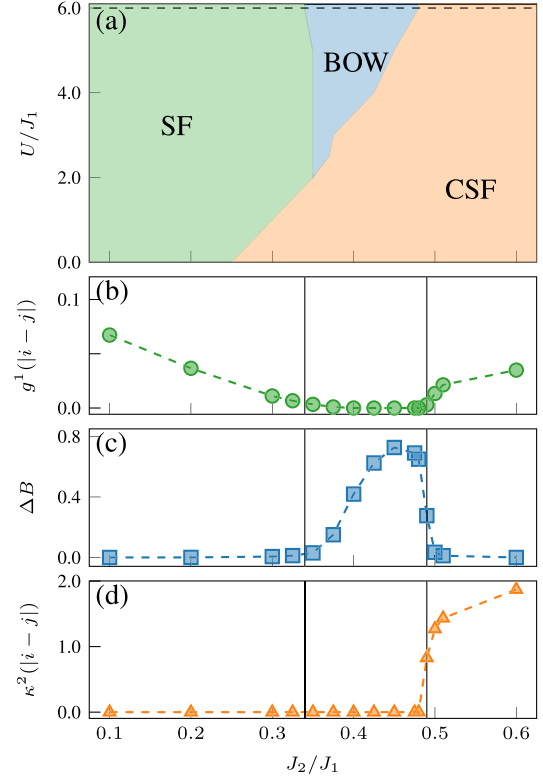 (a)
6.0
4.0
2.0
0.0
U/J₁
SF
BOW
CSF
(b)
0.1
0.0
g¹(|i − j|)
(c)
0.8
0.4
0.0
ΔB
(d)
2.0
1.0
0.0
κ²(|i − j|)
0.1 0.2 0.3 0.4 0.5 0.6
J₂/J₁